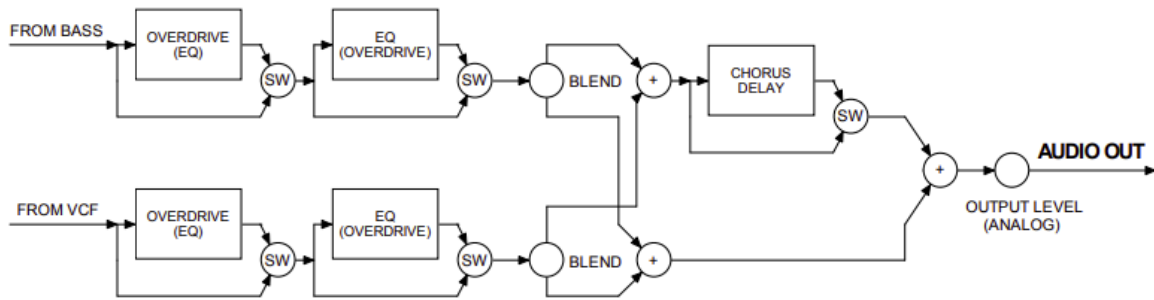 FROM BASS
OVERDRIVE
(EQ)
SW
EQ
(OVERDRIVE)
SW
BLEND
+
CHORUS
DELAY
SW
+
AUDIO OUT
OUTPUT LEVEL
(ANALOG)
FROM VCF
OVERDRIVE
(EQ)
SW
EQ
(OVERDRIVE)
SW
BLEND
+